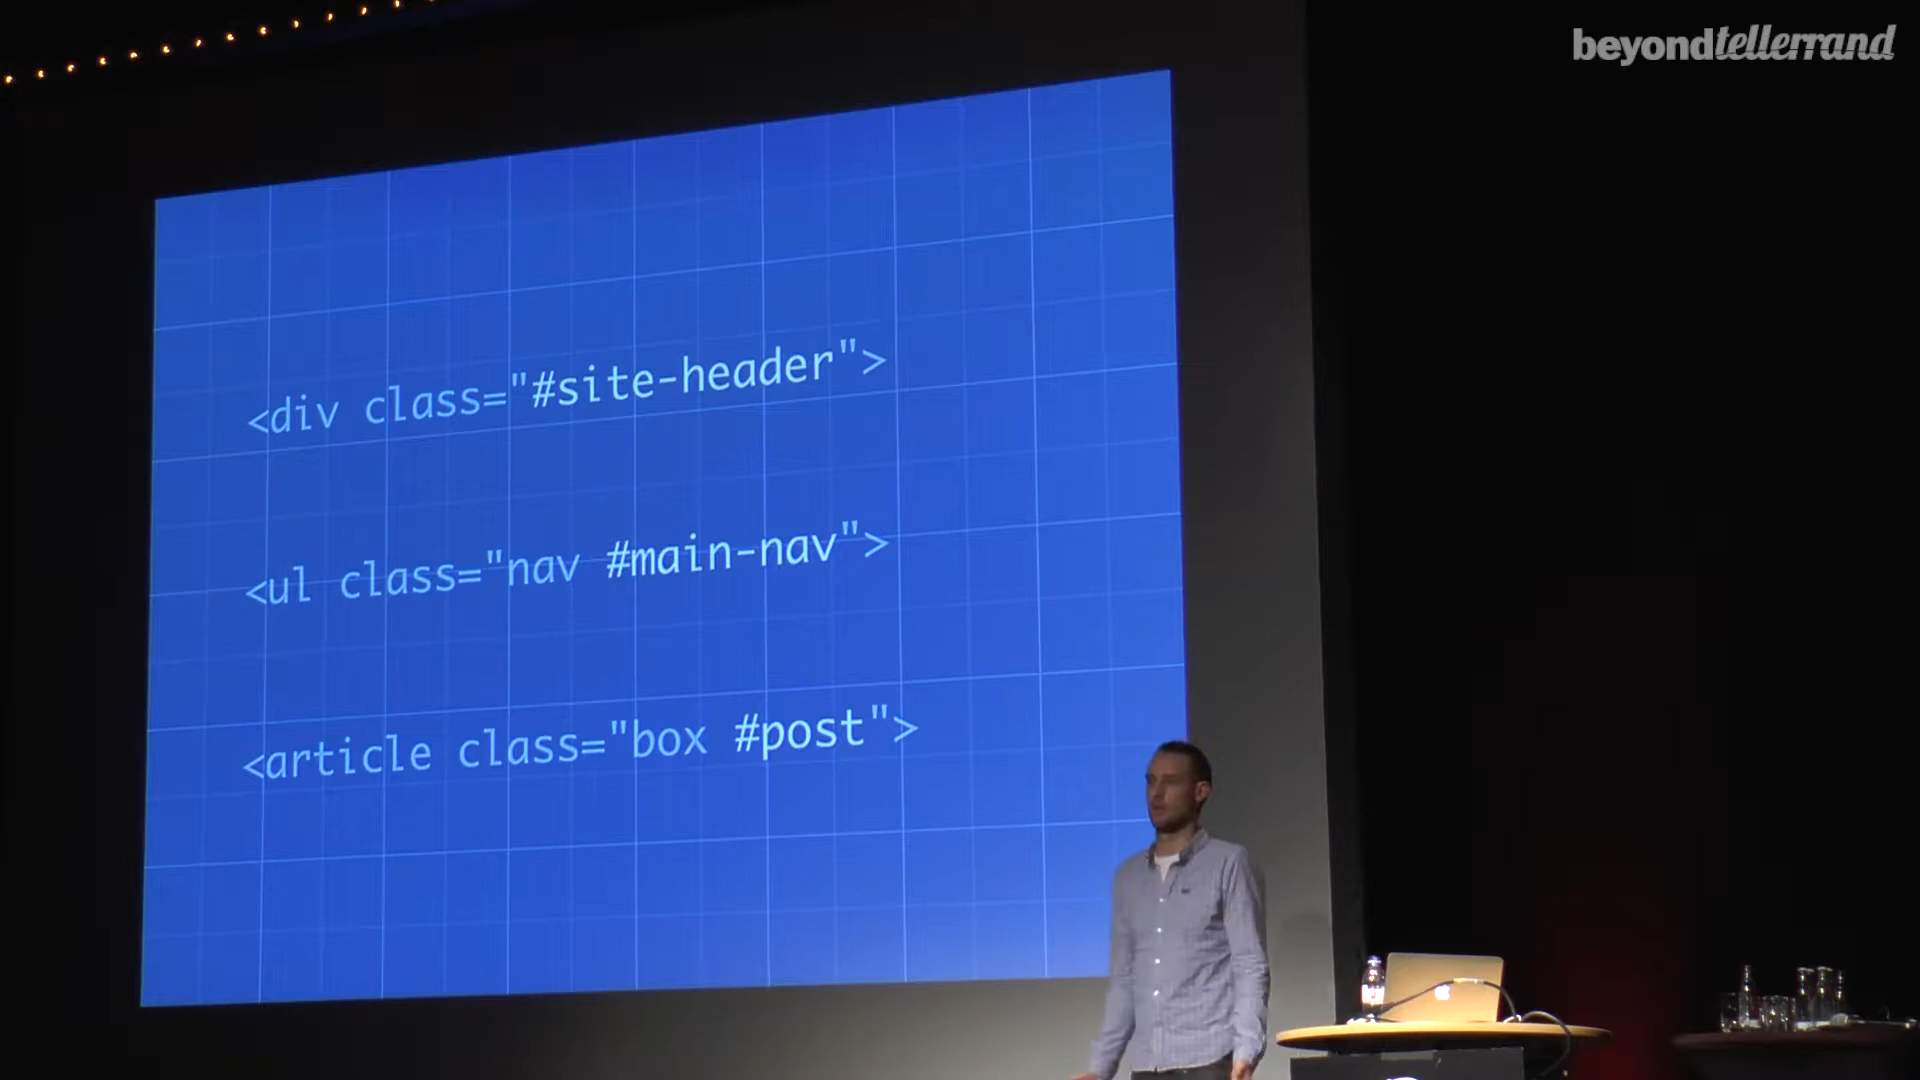 beyondtellerrand
<div class="#site-header">
<ul class="nav #main-nav">
<article class="box #post">